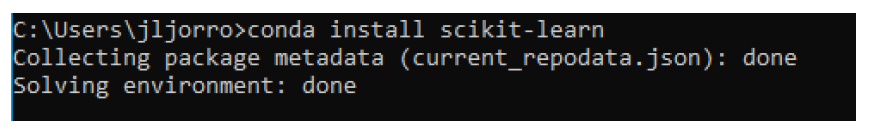 C:\Users\jljorro>conda install scikit-learn
Collecting package metadata (current_repodata.json): done
Solving environment: done